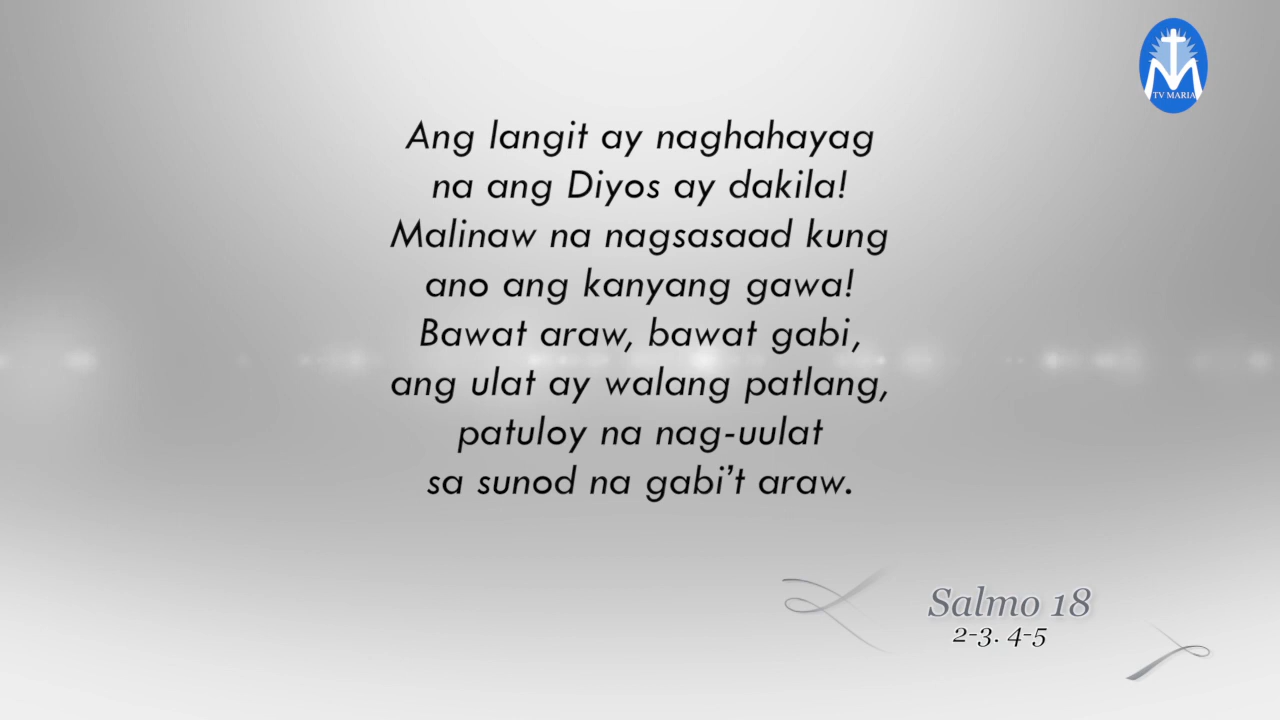 TV MARIA
Ang langit ay naghahayag
na ang Diyos ay dakila!
Malinaw na nagsasaad kung
ano ang kanyang gawa!
Bawat araw, bawat gabi,
ang ulat ay walang patlang,
patuloy na nag-uulat
sa sunod na gabi’t araw.
Salmo 18
2-3. 4-5